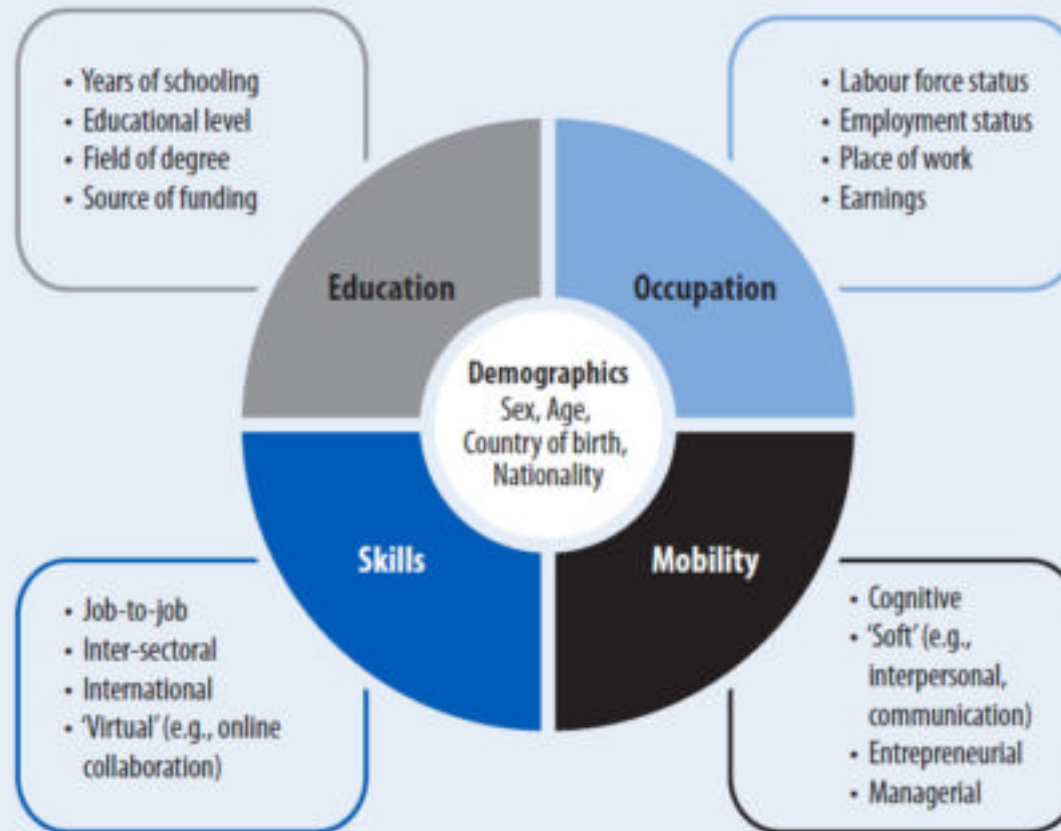 • Years of schooling
• Educational level
• Field of degree
• Source of funding
• Labour force status
• Employment status
• Place of work
• Earnings
Education
Occupation
Demographics
Sex, Age,
Country of birth,
Nationality
Skills
Mobility
• Job-to-job
• Inter-sectoral
• International
• ‘Virtual’ (e.g., online
collaboration)
• Cognitive
• ‘Soft’ (e.g.,
interpersonal,
communication)
• Entrepreneurial
• Managerial